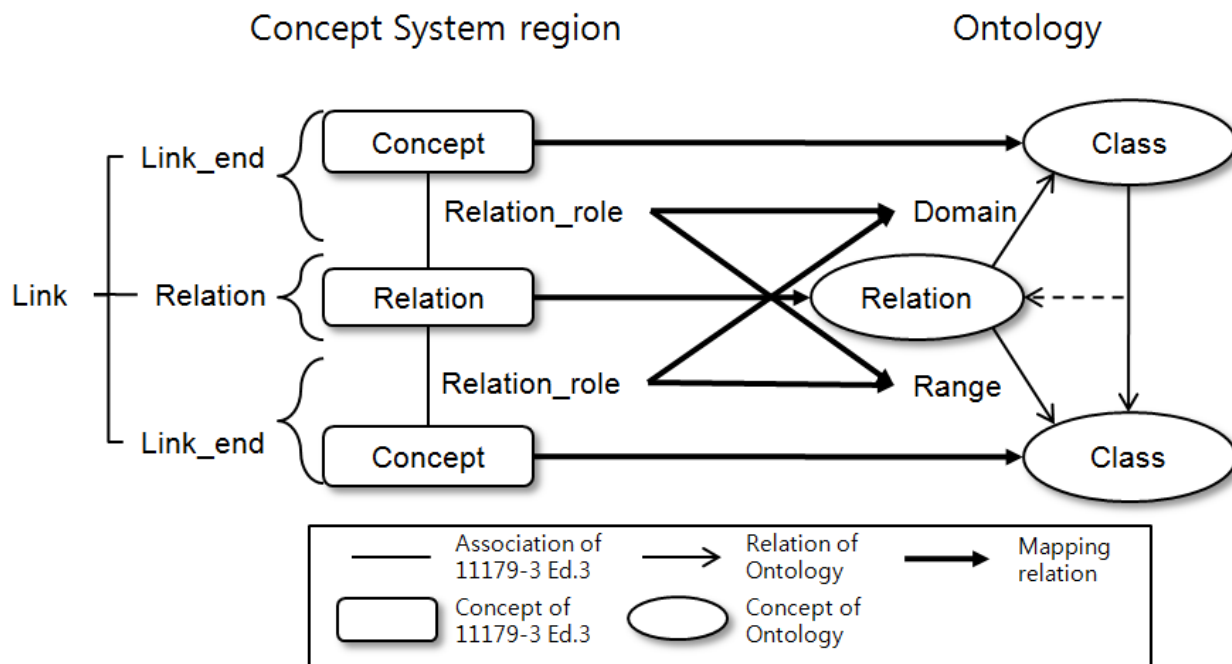 Concept System region
Ontology
Concept
Class
Link_end
Relation_role
Domain
Link
Relation
Relation
Relation
Relation_role
Range
Link_end
Concept
Class
Association of
11179-3 Ed.3
Relation of
Ontology
Mapping
relation
Concept of
11179-3 Ed.3
Concept of
Ontology